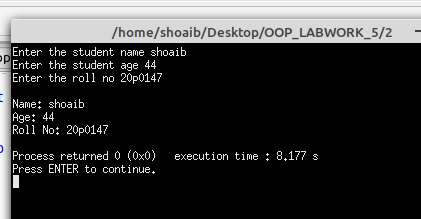 /home/shoaib/Desktop/OOP_LABWORK_5/2
Enter the student name shoaib
Enter the student age 44
Enter the roll no 20p0147
Name: shoaib
Age: 44
Roll No: 20p0147
Process returned 0 (0x0)   execution time : 8.177 s
Press ENTER to continue.